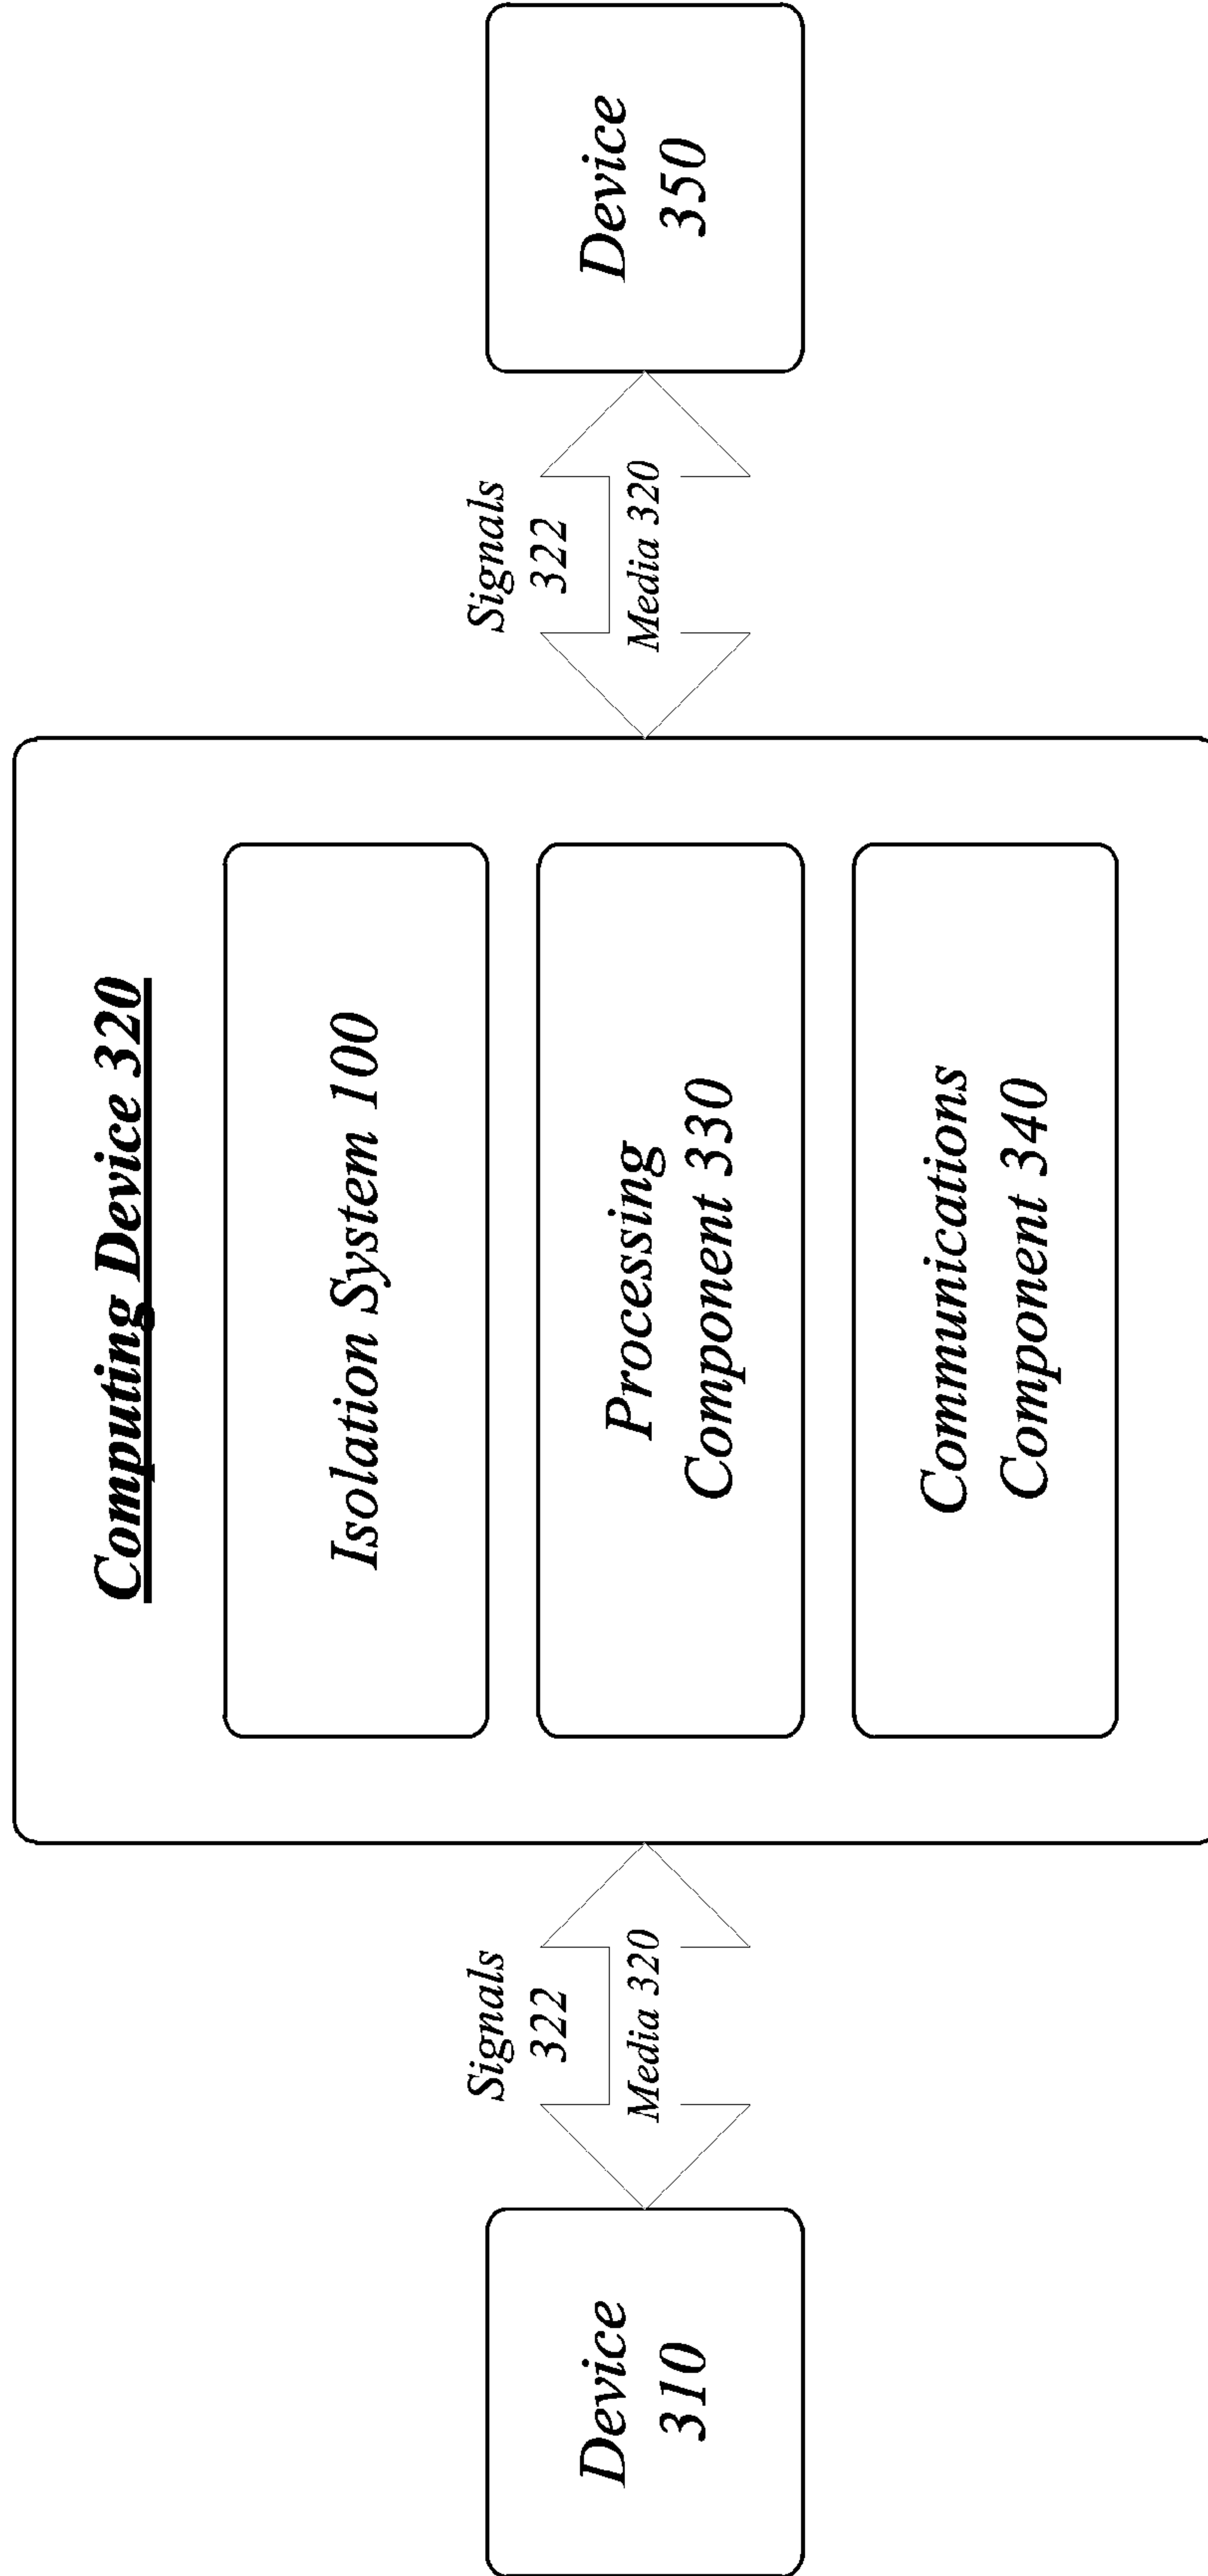 Computing Device 320
Isolation System 100
Processing
Component 330
Communications
Component 340
Device
310
Signals
322
Media 320
Signals
322
Media 320
Device
350